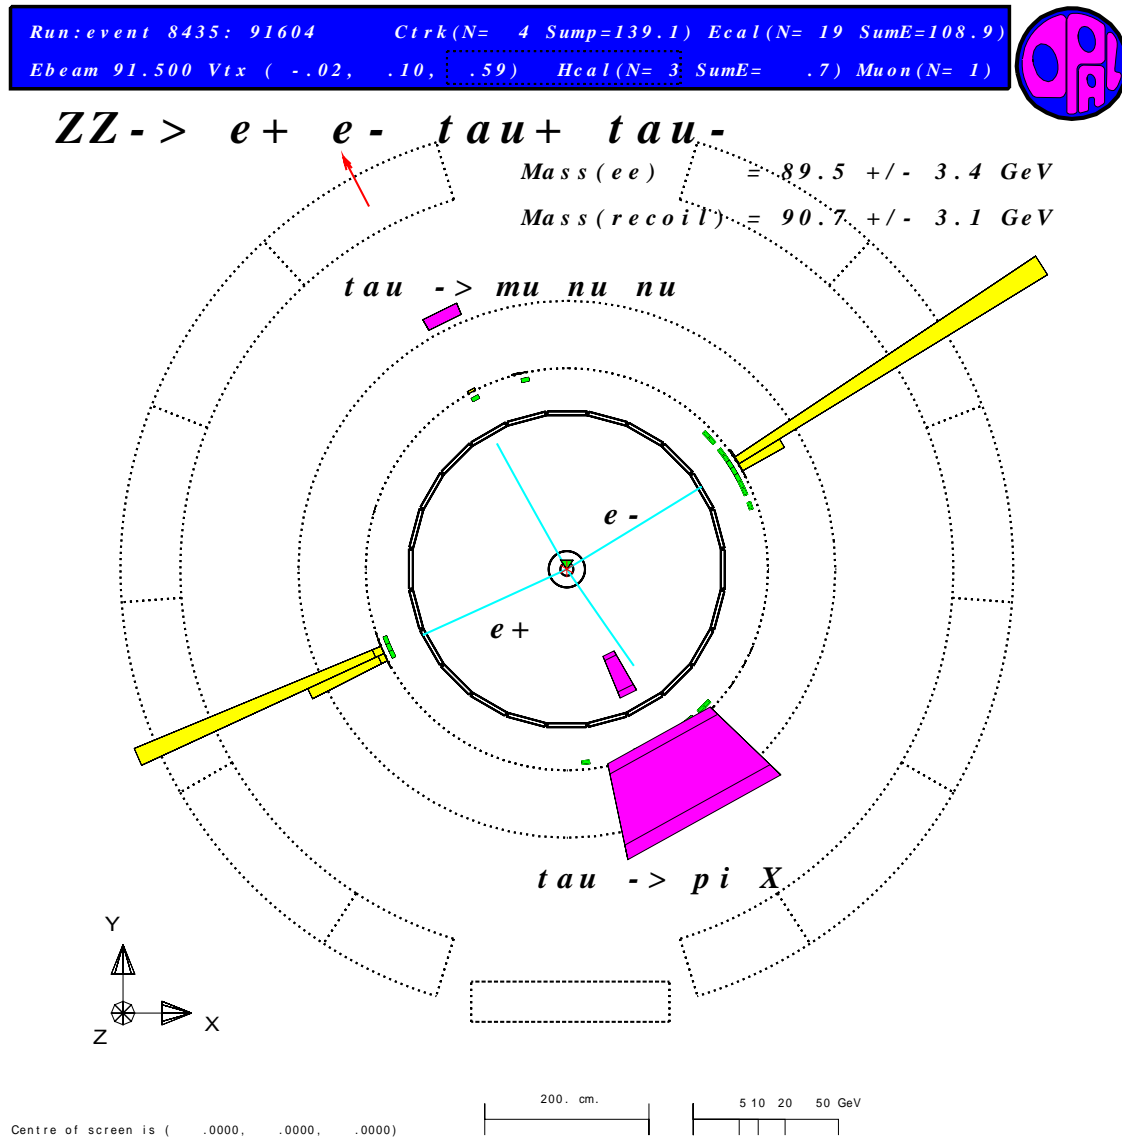 Run:event 8435: 91604 Ctrk(N= 4 Sump=139.1) Ecal(N= 19 SumE=108.9)
Ebeam 91.500 Vtx ( -.02, .10, .59) Hcal(N= 3 SumE= .7) Muon(N= 1)
OPAL
ZZ-> e+ e- tau+ tau-
Mass(ee) = 89.5 +/- 3.4 GeV
Mass(recoil) = 90.7 +/- 3.1 GeV
tau -> mu nu nu
e-
e+
tau -> pi X
Y
X
Z
200. cm.
5 10 20 50 GeV
Centre of screen is ( .0000, .0000, .0000)